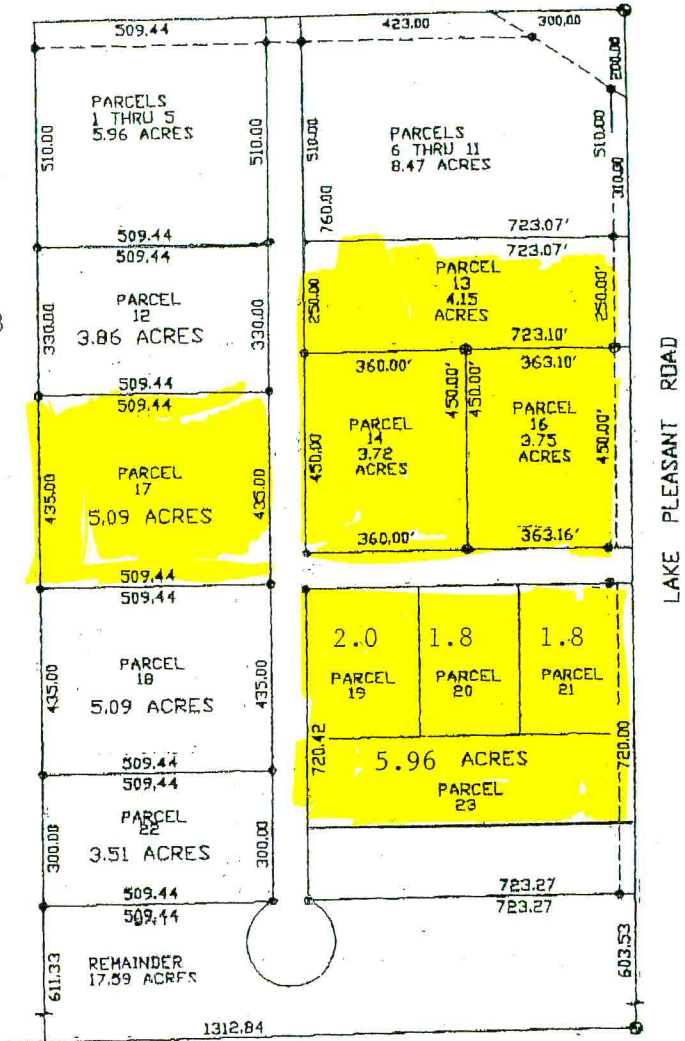 509.44
423.00
300.00
200.00
PARCELS
1 THRU 5
5.96 ACRES
510.00
510.00
510.00
PARCELS
6 THRU 11
8.47 ACRES
510.00
310.00
760.00
509.44
509.44
723.07'
723.07'
PARCEL
12
3.86 ACRES
330.00
330.00
PARCEL
13
4.15
ACRES
250.00
250.00'
723.10'
509.44
509.44
360.00'
363.10'
PARCEL
17
5.09 ACRES
435.00
435.00
PARCEL
14
3.72
ACRES
450.00
450.00'
450.00'
PARCEL
16
3.75
ACRES
450.00'
LAKE PLEASANT ROAD
360.00'
363.16'
509.44
509.44
2.0
PARCEL
19
1.8
PARCEL
20
1.8
PARCEL
21
PARCEL
18
5.09 ACRES
435.00
435.00
720.42
720.00
5.96 ACRES
PARCEL
23
509.44
509.44
PARCEL
22
3.51 ACRES
300.00
300.00
509.44
509.44
723.27
723.27
REMAINDER
17.59 ACRES
611.33
603.53
1312.84